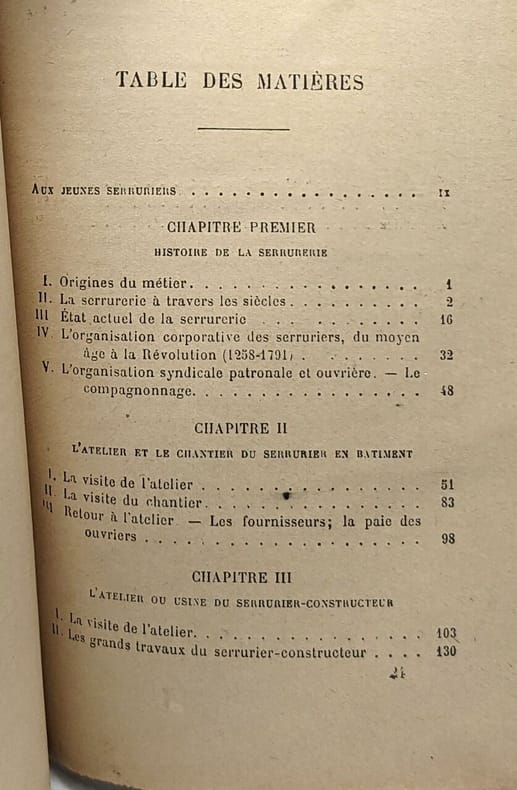 TABLE DES MATIÈRES
AUX JEUNES SERRURIERS . . . . . . . . . . . . . . . . . II
CHAPITRE PREMIER
HISTOIRE DE LA SERRURERIE
I. Origines du métier. . . . . . . . . . . . . . . . 1
II. La serrurerie à travers les siècles. . . . . . . . . . 2
III État actuel de la serrurerie . . . . . . . . . . . 16
IV. L'organisation corporative des serruriers, du moyen
âge à la Révolution (1258-1791) . . . . . . . . 32
V. L'organisation syndicale patronale et ouvrière. — Le
compagnonnage. . . . . . . . . . . . . . . . 48
CHAPITRE II
L'ATELIER ET LE CHANTIER DU SERRURIER EN BATIMENT
I. La visite de l'atelier . . . . . . . . . . . . . . . 51
II. La visite du chantier. . . . . . . . . . . . . . . 83
III Retour à l'atelier — Les fournisseurs; la paie des
ouvriers . . . . . . . . . . . . . . . . . . . 98
CHAPITRE III
L'ATELIER OU USINE DU SERRURIER-CONSTRUCTEUR
I. La visite de l'atelier. . . . . . . . . . . . . . . 103
II. Les grands travaux du serrurier-constructeur . . . . 130
24